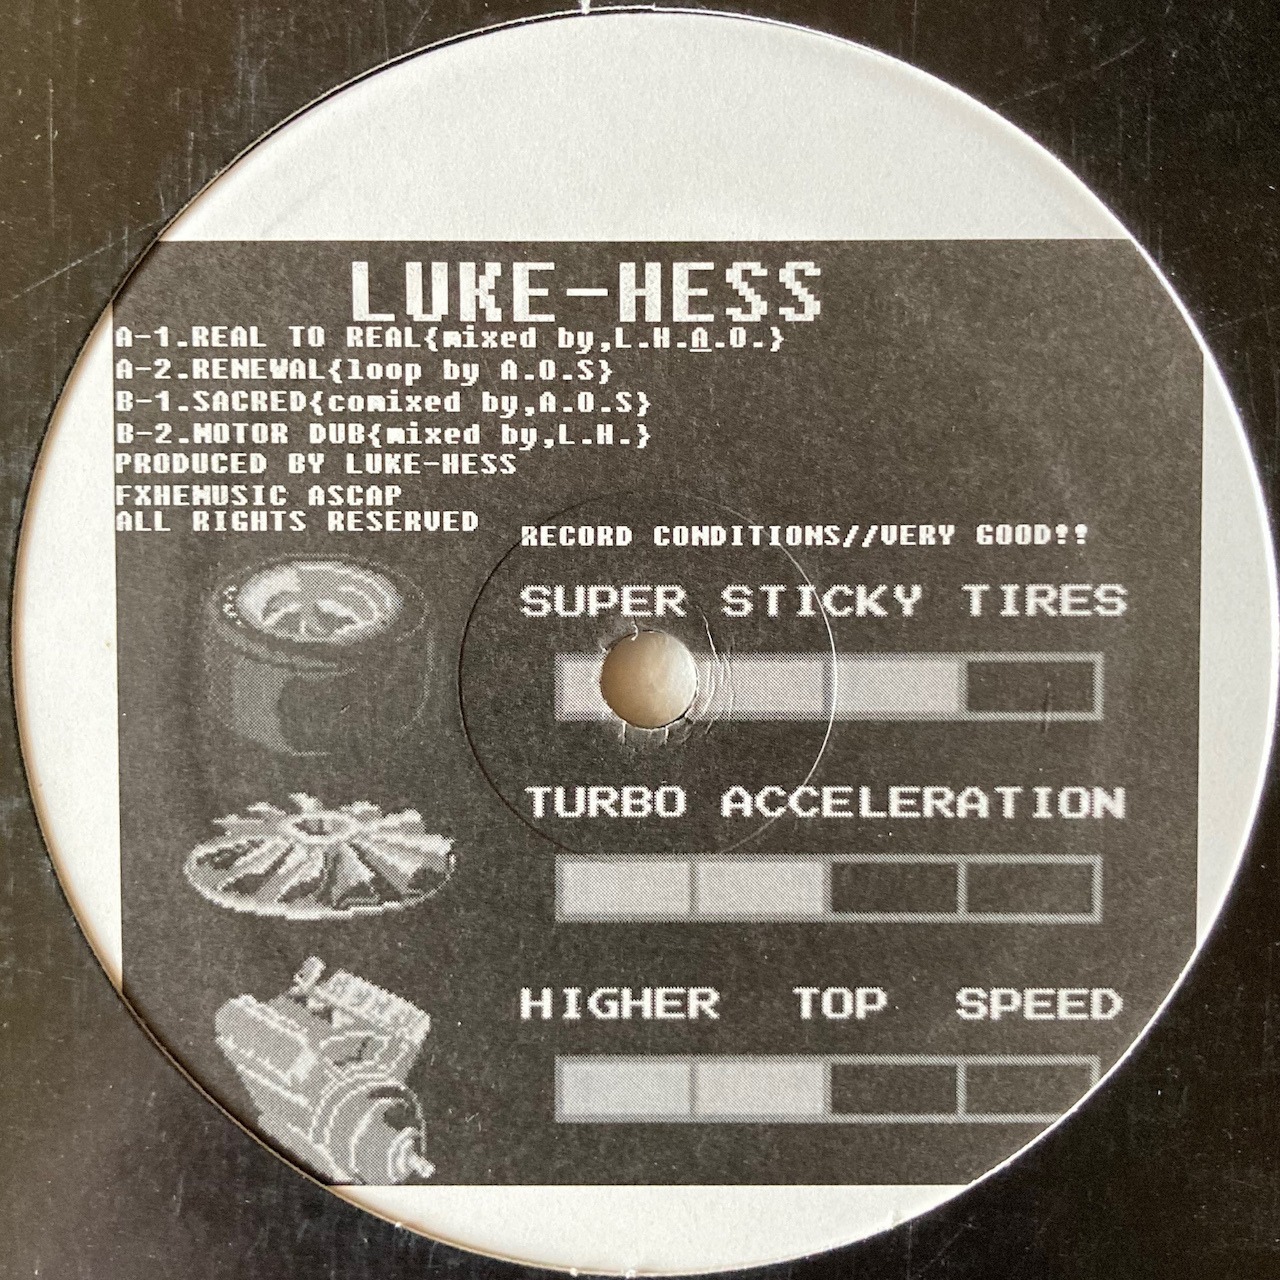 LUKE-HESS
A-1.REAL TO REAL{mixed by,L.H.A.O.}
A-2.RENEWAL{loop by A.O.S}
B-1.SACRED{comixed by,A.O.S}
B-2.MOTOR DUB{mixed by,L.H.}
PRODUCED BY LUKE-HESS
FXHEMUSIC ASCAP
ALL RIGHTS RESERVED
RECORD CONDITIONS//VERY GOOD!!
SUPER STICKY TIRES
TURBO ACCELERATION
HIGHER TOP SPEED